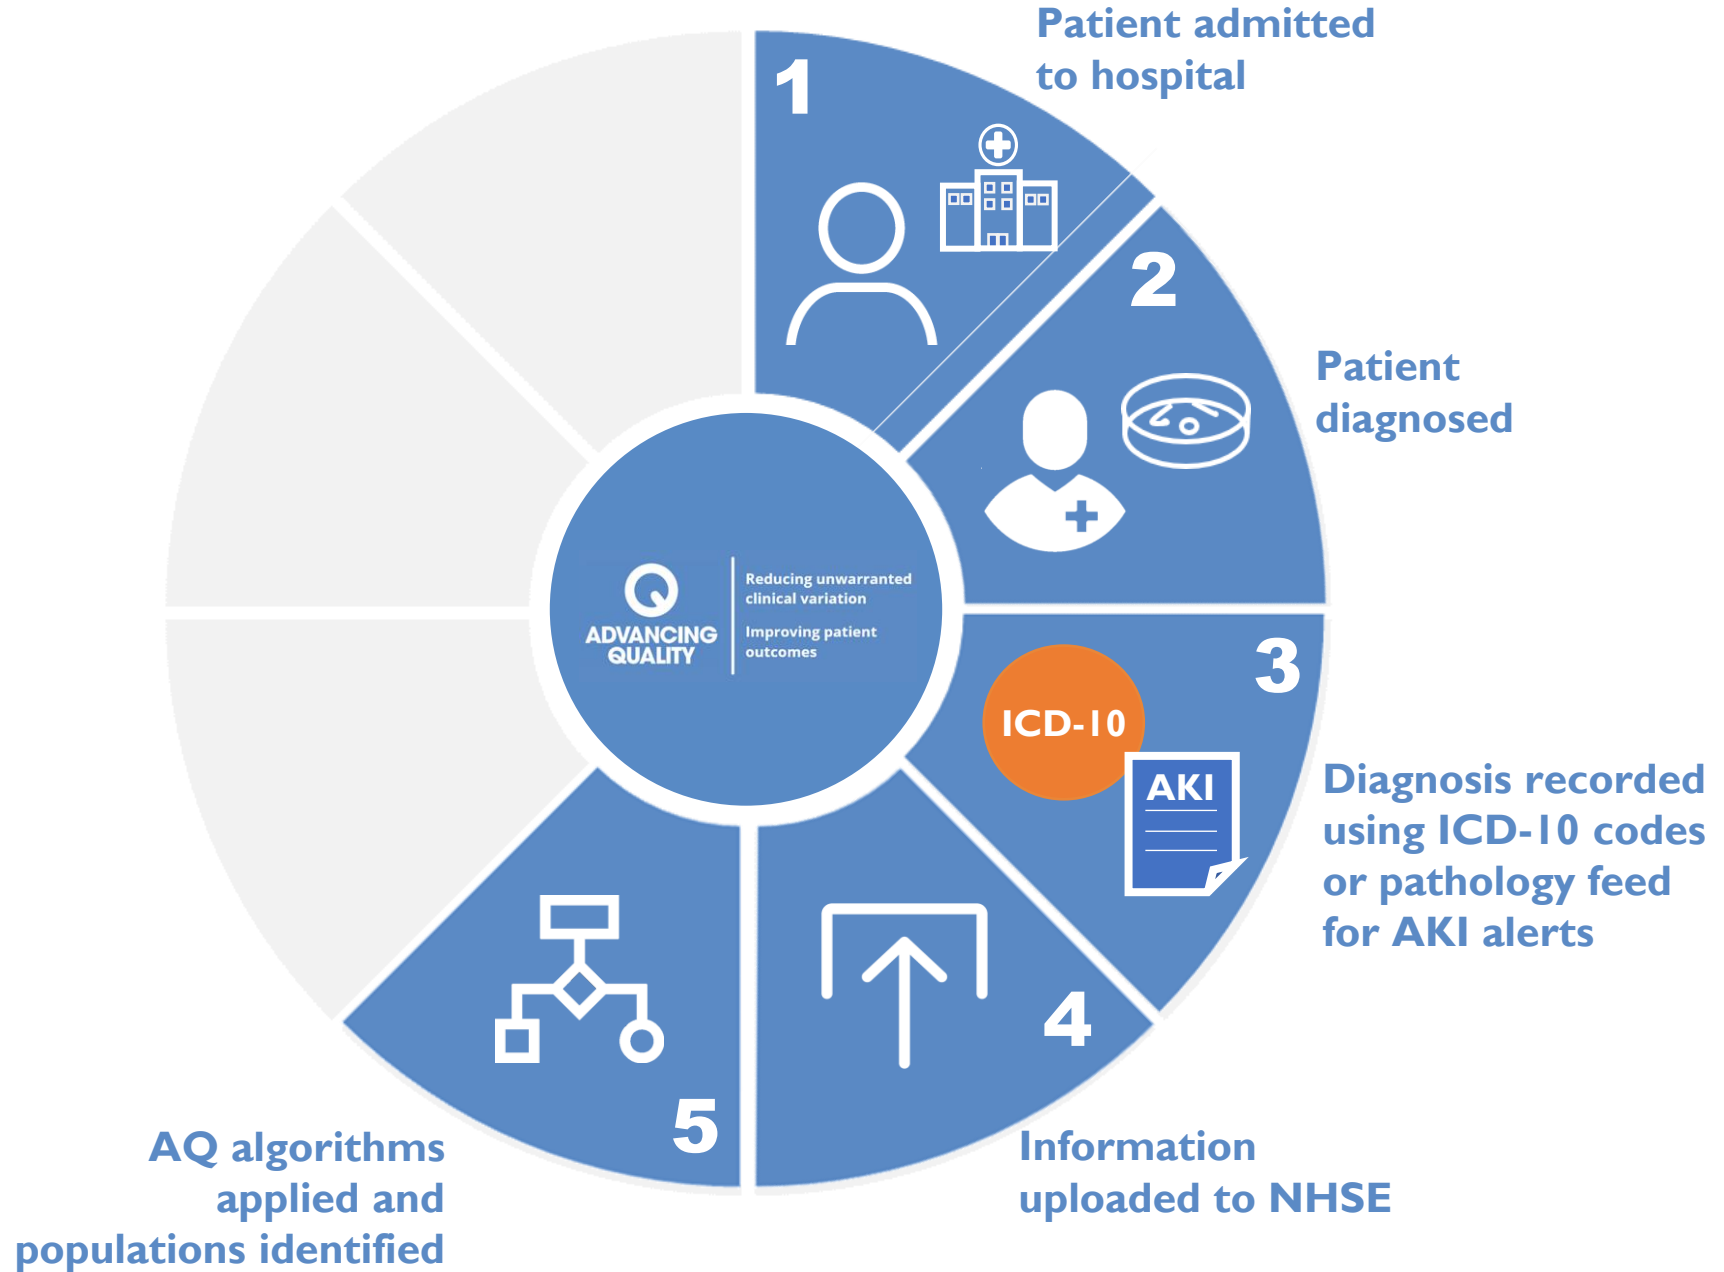 Patient admitted
to hospital
1
2
Patient
diagnosed
ADVANCING
QUALITY
Reducing unwarranted
clinical variation
Improving patient
outcomes
3
ICD-10
AKI
Diagnosis recorded
using ICD-10 codes
or pathology feed
for AKI alerts
4
Information
uploaded to NHSE
5
AQ algorithms
applied and
populations identified